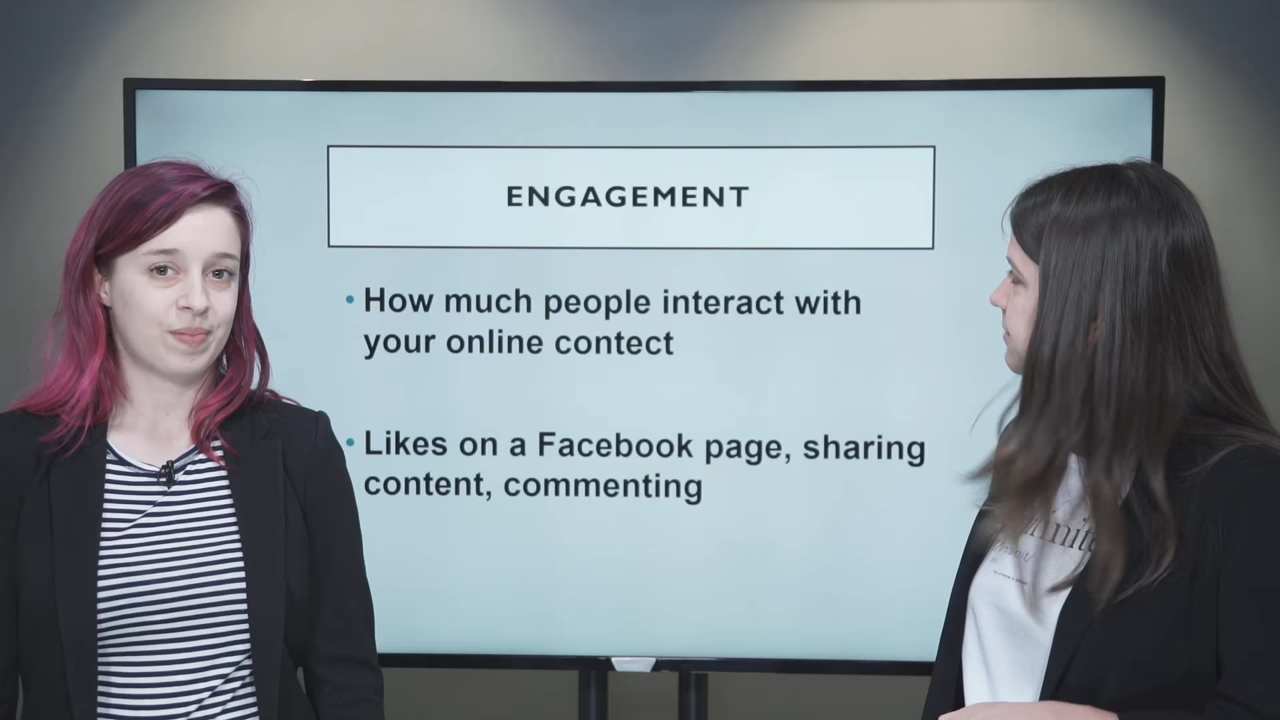 ENGAGEMENT
• How much people interact with
your online contect
• Likes on a Facebook page, sharing
content, commenting